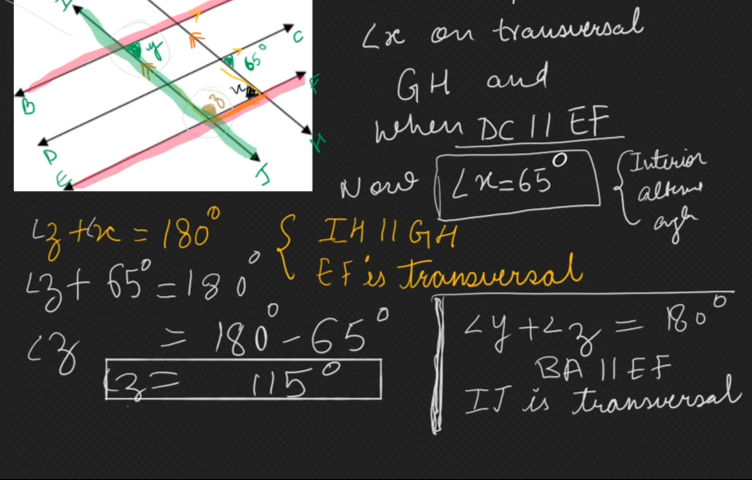 ∠x on transversal
GH and
when DC || EF
Now ∠x=65° { Interior
alterne
angle
I
y
65°
C
x
F
B
z
D
H
E
J
∠z+∠x = 180° { IH || GH
EF is transversal
∠z + 65° = 180°
∠z = 180° - 65°
∠z = 115°
∠y+∠z = 180°
BA || EF
IJ is transversal